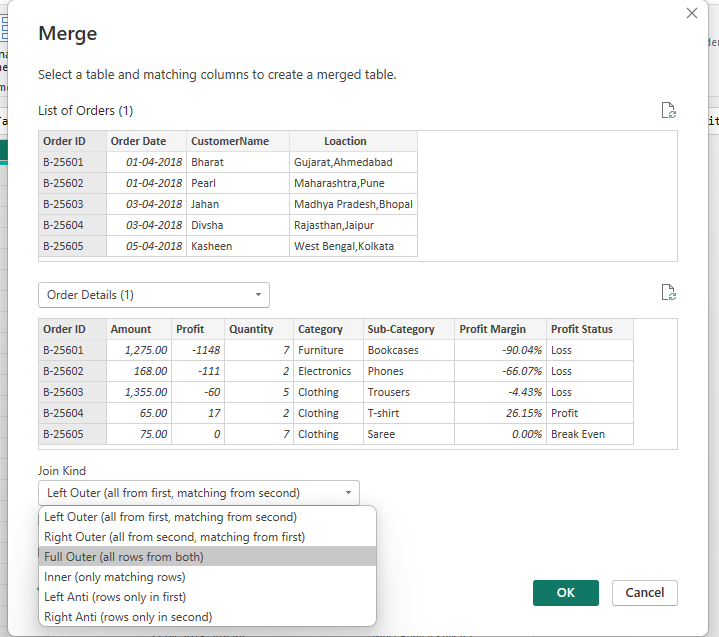 Merge
Select a table and matching columns to create a merged table.
List of Orders (1)
Order ID Order Date CustomerName Loaction
B-25601 01-04-2018 Bharat Gujarat,Ahmedabad
B-25602 01-04-2018 Pearl Maharashtra,Pune
B-25603 03-04-2018 Jahan Madhya Pradesh,Bhopal
B-25604 03-04-2018 Divsha Rajasthan,Jaipur
B-25605 05-04-2018 Kasheen West Bengal,Kolkata
Order Details (1)
Order ID Amount Profit Quantity Category Sub-Category Profit Margin Profit Status
B-25601 1,275.00 -1148 7 Furniture Bookcases -90.04% Loss
B-25602 168.00 -111 2 Electronics Phones -66.07% Loss
B-25603 1,355.00 -60 5 Clothing Trousers -4.43% Loss
B-25604 65.00 17 2 Clothing T-shirt 26.15% Profit
B-25605 75.00 0 7 Clothing Saree 0.00% Break Even
Join Kind
Left Outer (all from first, matching from second)
Left Outer (all from first, matching from second)
Right Outer (all from second, matching from first)
Full Outer (all rows from both)
Inner (only matching rows)
Left Anti (rows only in first)
Right Anti (rows only in second)
OK Cancel